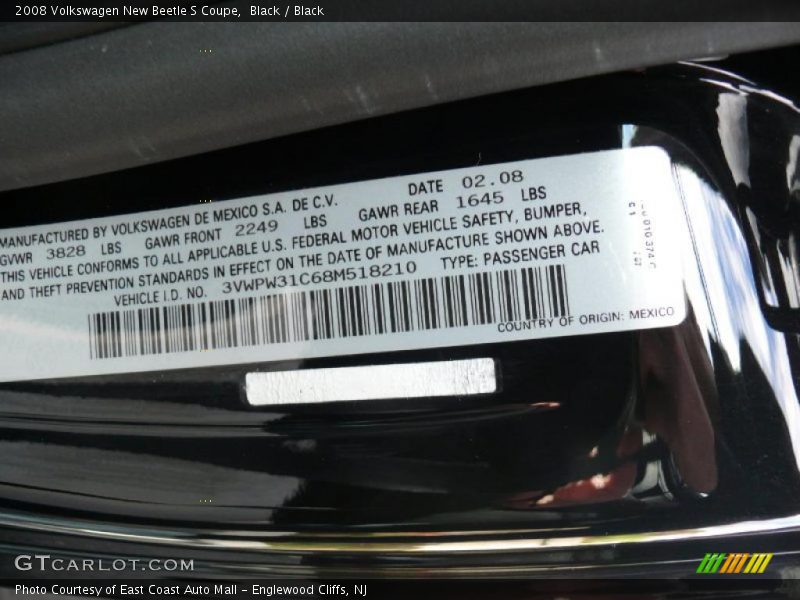 2008 Volkswagen New Beetle S Coupe, Black / Black
MANUFACTURED BY VOLKSWAGEN DE MEXICO S.A. DE C.V. DATE 02.08
GVWR 3828 LBS GAWR FRONT 2249 LBS GAWR REAR 1645 LBS
THIS VEHICLE CONFORMS TO ALL APPLICABLE U.S. FEDERAL MOTOR VEHICLE SAFETY, BUMPER,
AND THEFT PREVENTION STANDARDS IN EFFECT ON THE DATE OF MANUFACTURE SHOWN ABOVE.
VEHICLE I.D. NO. 3VWPW31C68M518210 TYPE: PASSENGER CAR
COUNTRY OF ORIGIN: MEXICO
GTCARLOT.COM
Photo Courtesy of East Coast Auto Mall - Englewood Cliffs, NJ